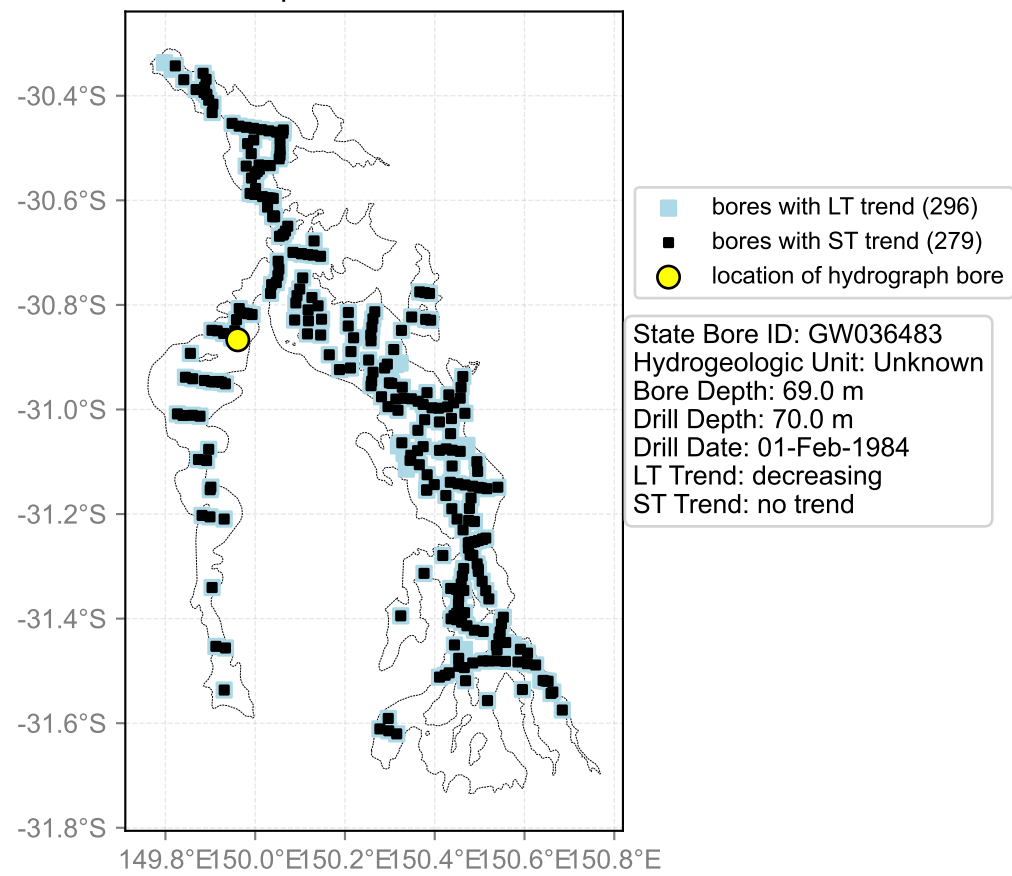 -30.4°S
-30.6°S
-30.8°S
-31.0°S
-31.2°S
-31.4°S
-31.6°S
-31.8°S
149.8°E150.0°E150.2°E150.4°E150.6°E150.8°E
bores with LT trend (296)
bores with ST trend (279)
location of hydrograph bore
State Bore ID: GW036483
Hydrogeologic Unit: Unknown
Bore Depth: 69.0 m
Drill Depth: 70.0 m
Drill Date: 01-Feb-1984
LT Trend: decreasing
ST Trend: no trend